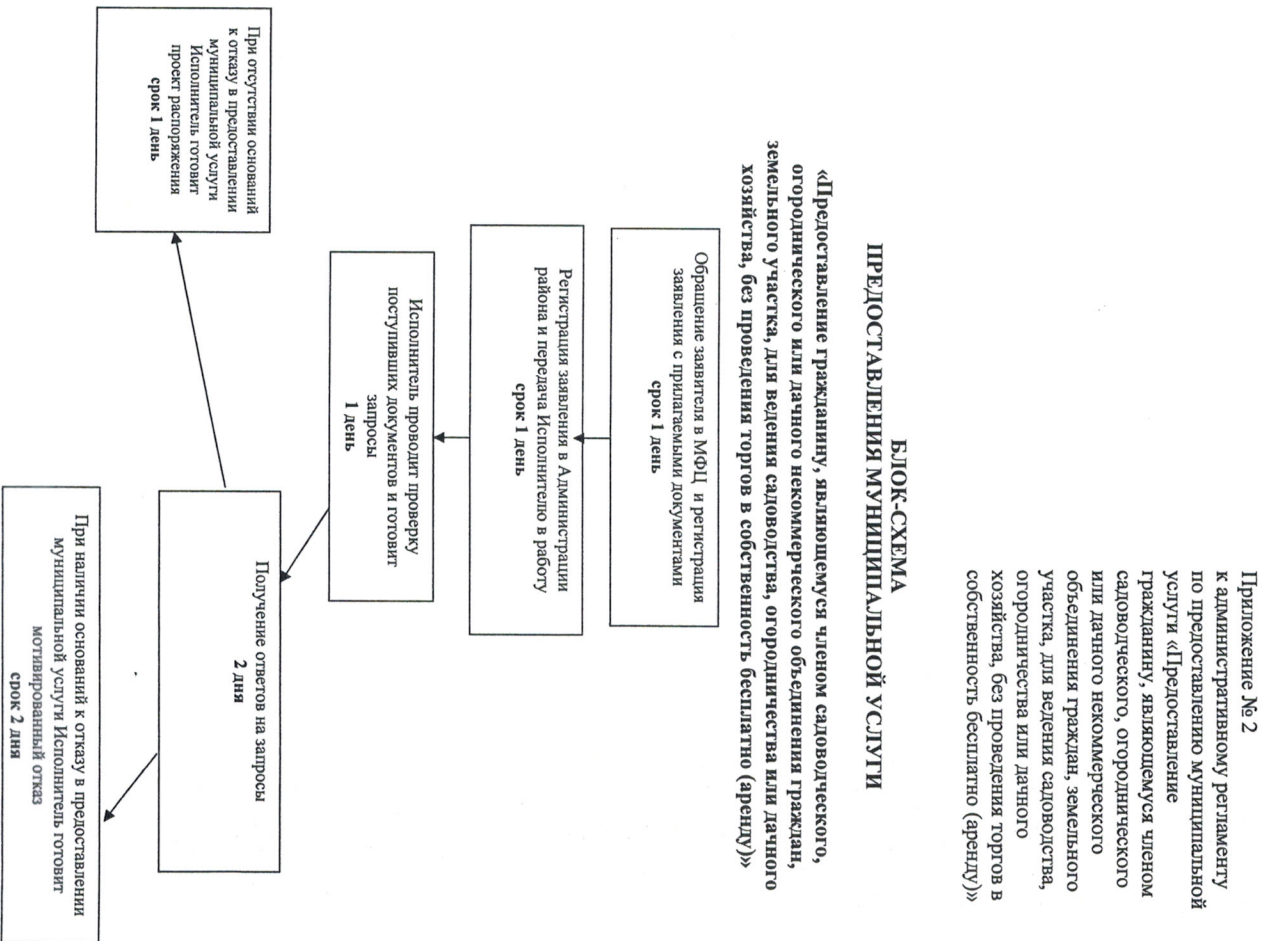 Приложение № 2
к административному регламенту
по предоставлению муниципальной
услуги «Предоставление
гражданину, являющемуся членом
садоводческого, огороднического
или дачного некоммерческого
объединения граждан, земельного
участка, для ведения садоводства,
огородничества или дачного
хозяйства, без проведения торгов в
собственность бесплатно (аренду)»
БЛОК-СХЕМА
ПРЕДОСТАВЛЕНИЯ МУНИЦИПАЛЬНОЙ УСЛУГИ
«Предоставление гражданину, являющемуся членом садоводческого,
огороднического или дачного некоммерческого объединения граждан,
земельного участка, для ведения садоводства, огородничества или дачного
хозяйства, без проведения торгов в собственность бесплатно (аренду)»
Обращение заявителя в МФЦ и регистрация
заявления с прилагаемыми документами
срок 1 день
Регистрация заявления в Администрации
района и передача Исполнителю в работу
срок 1 день
Исполнитель проводит проверку
поступивших документов и готовит
запросы
1 день
Получение ответов на запросы
2 дня
При отсутствии оснований
к отказу в предоставлении
муниципальной услуги
Исполнитель готовит
проект распоряжения
срок 1 день
При наличии оснований к отказу в предоставлении
муниципальной услуги Исполнитель готовит
мотивированный отказ
срок 2 дня